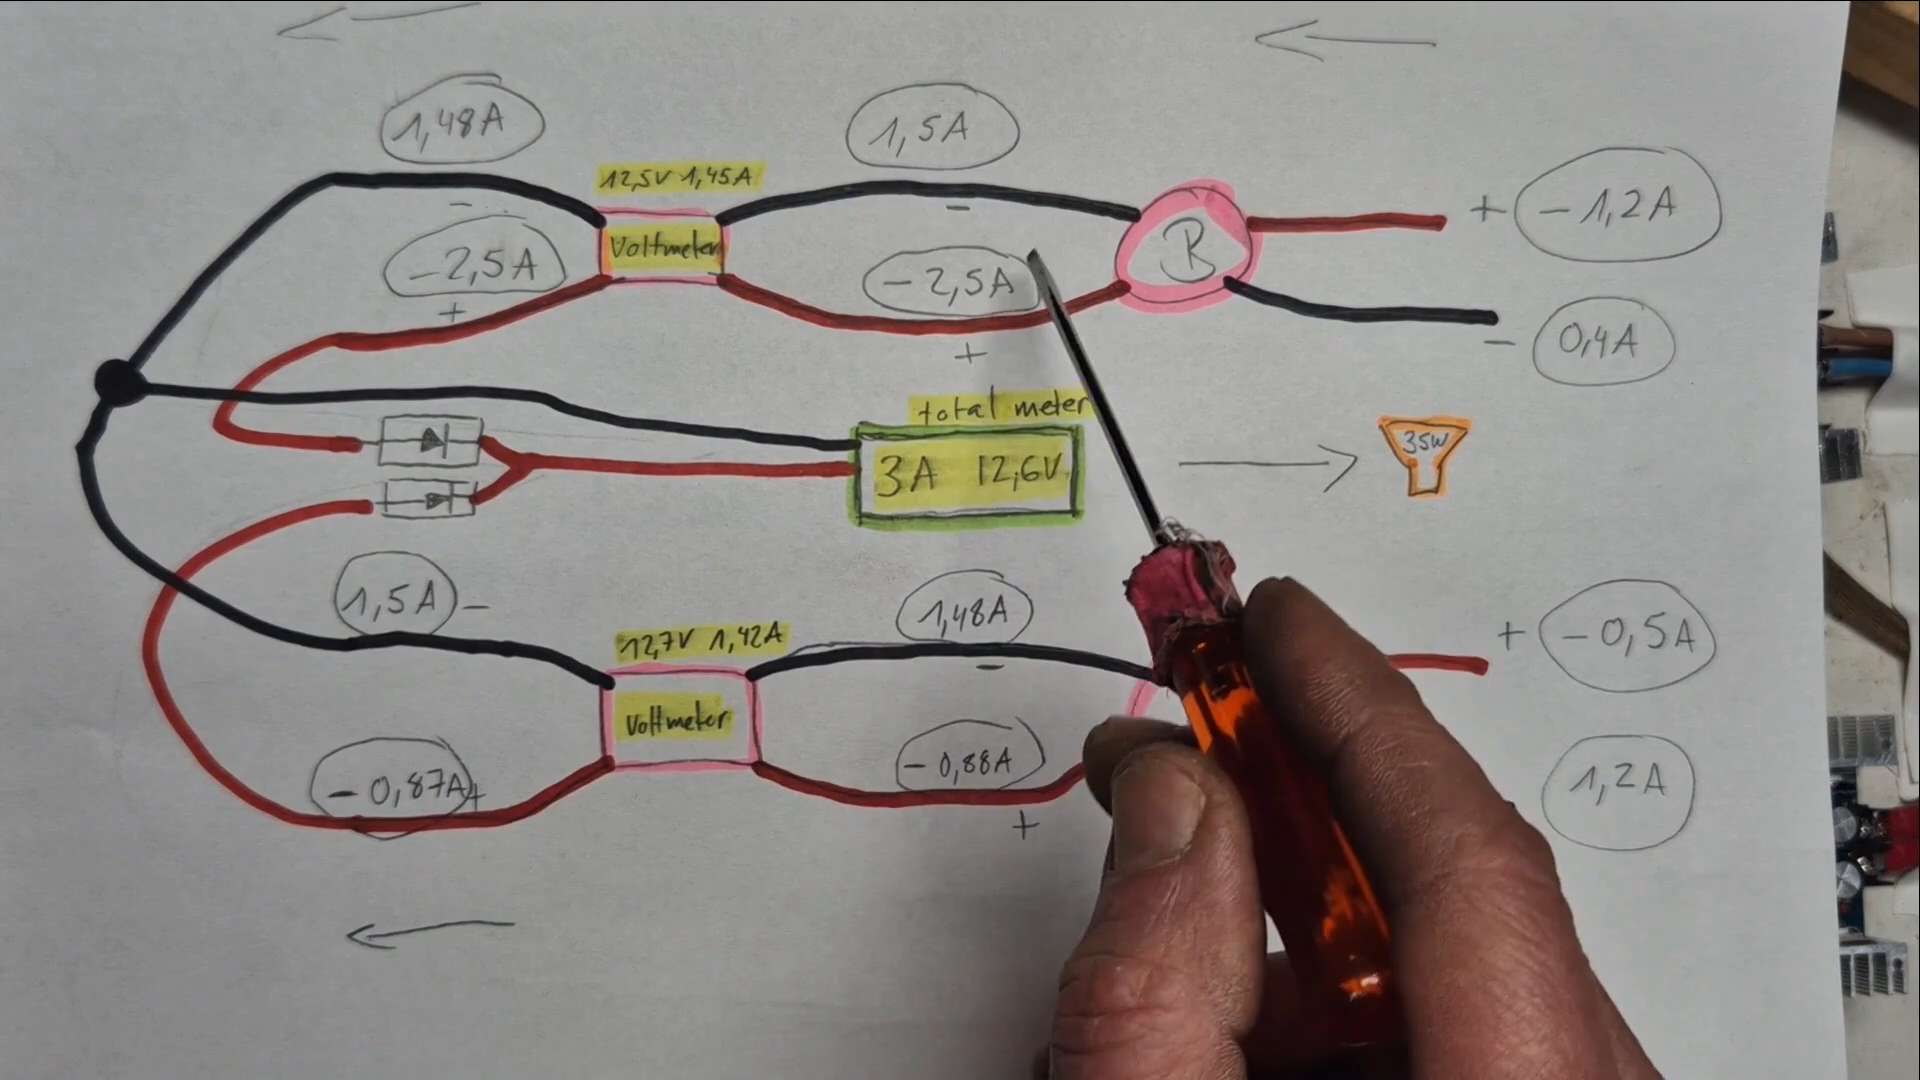 1,48A
1,5A
12,5V 1,45A
+ -1,2A
-
-
Voltmeter
B
-2,5A
-2,5A
+
+
- 0,4A
total meter
3A 12,6V
35W
1,5A -
1,48A
+ -0,5A
12,7V 1,42A
-
Voltmeter
-0,87A+
-0,88A
+
1,2A